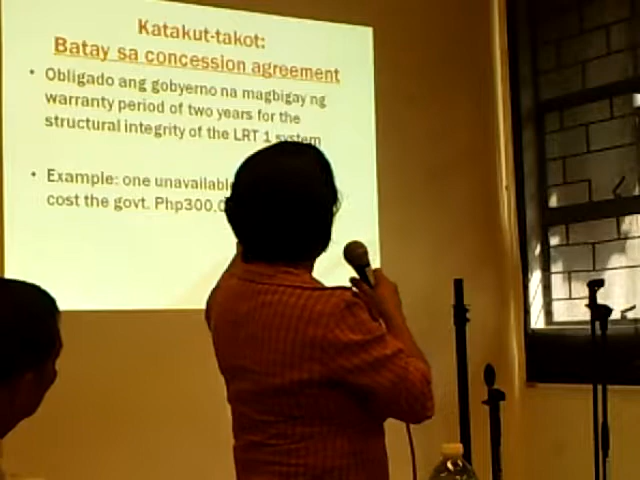 Katakut-takot:
Batay sa concession agreement
• Obligado ang gobyerno na magbigay ng
warranty period of two years for the
structural integrity of the LRT 1 system
• Example: one
cost the govt. Php300,0